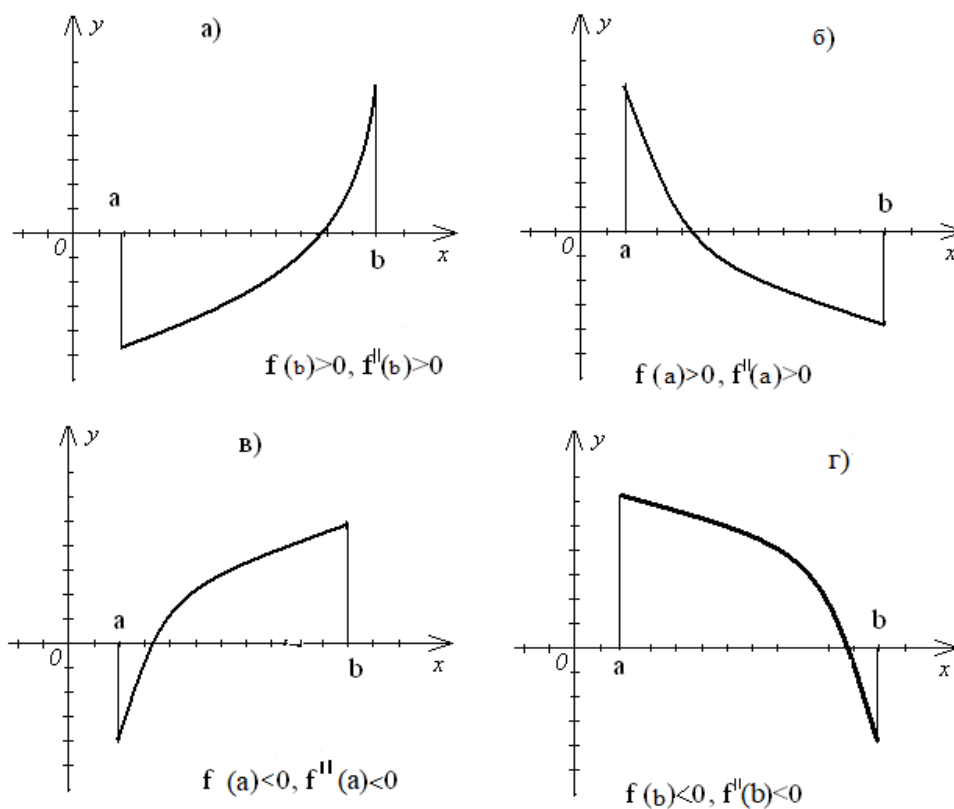 y
а)
a
0
b
x
f (b)>0, f"(b)>0
y
б)
b
0
a
x
f (a)>0, f"(a)>0
y
в)
a
0
b
x
f (a)<0, f" (a)<0
y
г)
b
0
a
x
f (b)<0, f"(b)<0